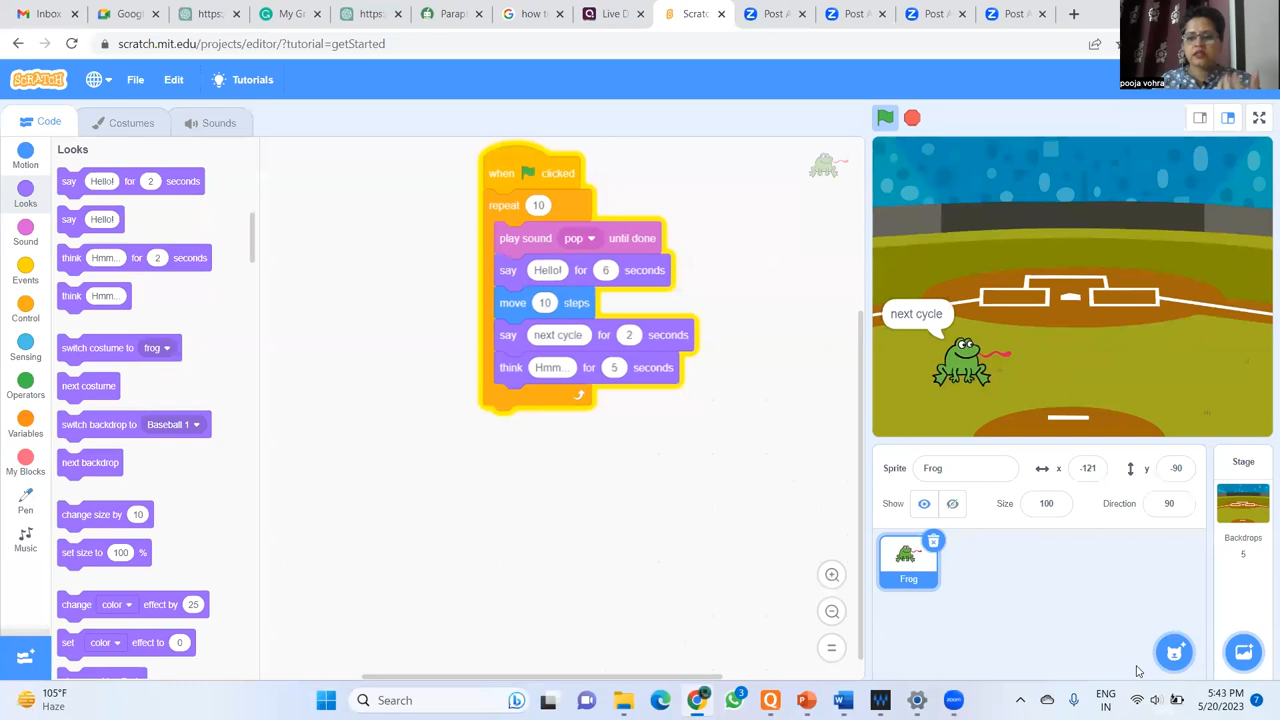 Inbox
Google
https:
My Gr
https:
Parap
how to
Live D
Scratc
Post A
Post A
Post A
Post A
scratch.mit.edu/projects/editor/?tutorial=getStarted
pooja vohra
SCRATCH
File
Edit
Tutorials
Code
Costumes
Sounds
Motion
Looks
Sound
Events
Control
Sensing
Operators
Variables
My Blocks
Pen
Music
Looks
say Hello! for 2 seconds
say Hello!
think Hmm... for 2 seconds
think Hmm...
switch costume to frog
next costume
switch backdrop to Baseball 1
next backdrop
change size by 10
set size to 100 %
change color effect by 25
set color effect to 0
when clicked
repeat 10
play sound pop until done
say Hello! for 6 seconds
move 10 steps
say next cycle for 2 seconds
think Hmm... for 5 seconds
next cycle
Sprite Frog x -121 y -90
Show Size 100 Direction 90
Frog
Stage
Backdrops
5
105°F
Haze
Search
3
ENG
IN
5:43 PM
5/20/2023
7